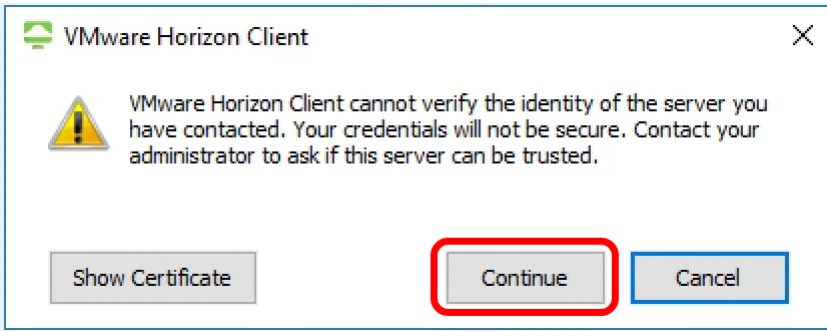 VMware Horizon Client
VMware Horizon Client cannot verify the identity of the server you
have contacted. Your credentials will not be secure. Contact your
administrator to ask if this server can be trusted.
Show Certificate
Continue
Cancel